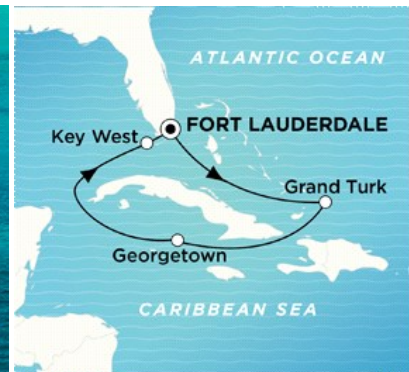 ATLANTIC OCEAN
FORT LAUDERDALE
Key West
Grand Turk
Georgetown
CARIBBEAN SEA